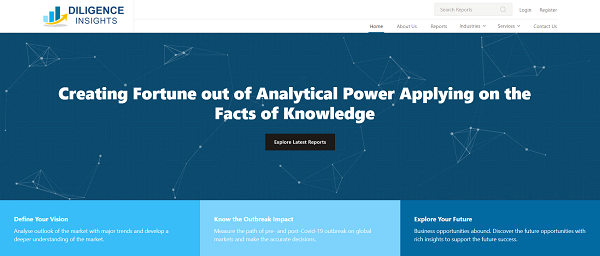 DILIGENCE
INSIGHTS
Search Reports
Login Register
Home About Us Reports Industries Services Contact Us
Creating Fortune out of Analytical Power Applying on the
Facts of Knowledge
Explore Latest Reports
Define Your Vision
Analyse outlook of the market with major trends and develop a
deeper understanding of the market.
Know the Outbreak Impact
Measure the path of pre- and post-Covid-19 outbreak on global
markets and make the accurate decisions.
Explore Your Future
Business opportunities abound. Discover the future opportunities with
rich insights to support the future success.